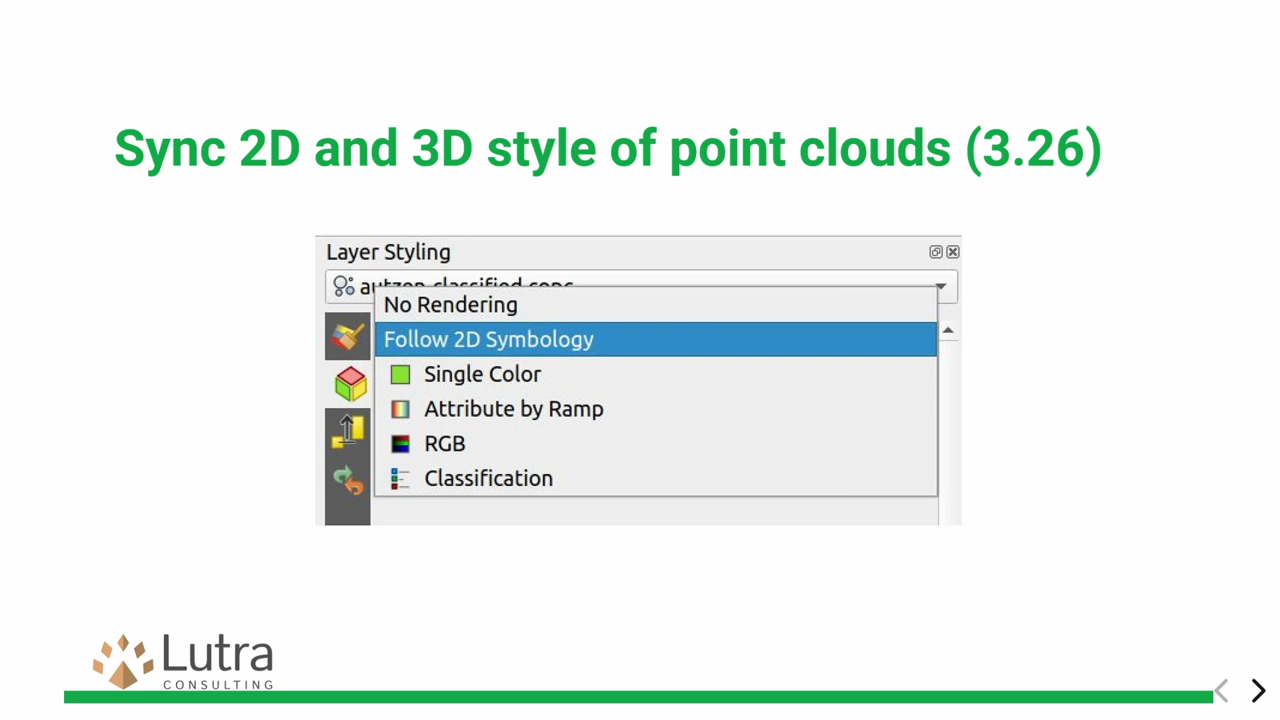 Sync 2D and 3D style of point clouds (3.26)
Layer Styling
No Rendering
Follow 2D Symbology
Single Color
Attribute by Ramp
RGB
Classification
Lutra
CONSULTING